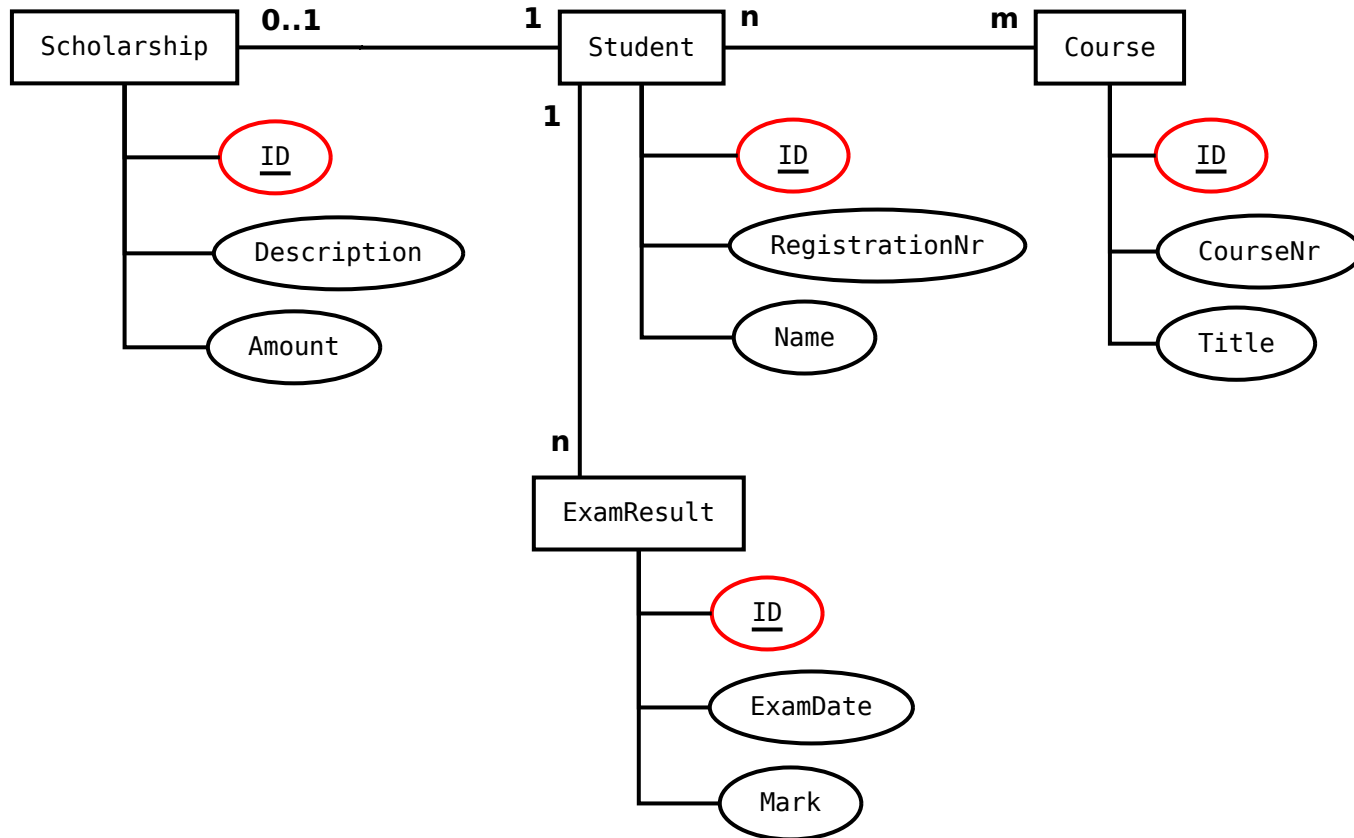 0..1 1 n m
Scholarship Student Course
1
ID ID ID
Description RegistrationNr CourseNr
Amount Name Title
n
ExamResult
ID
ExamDate
Mark